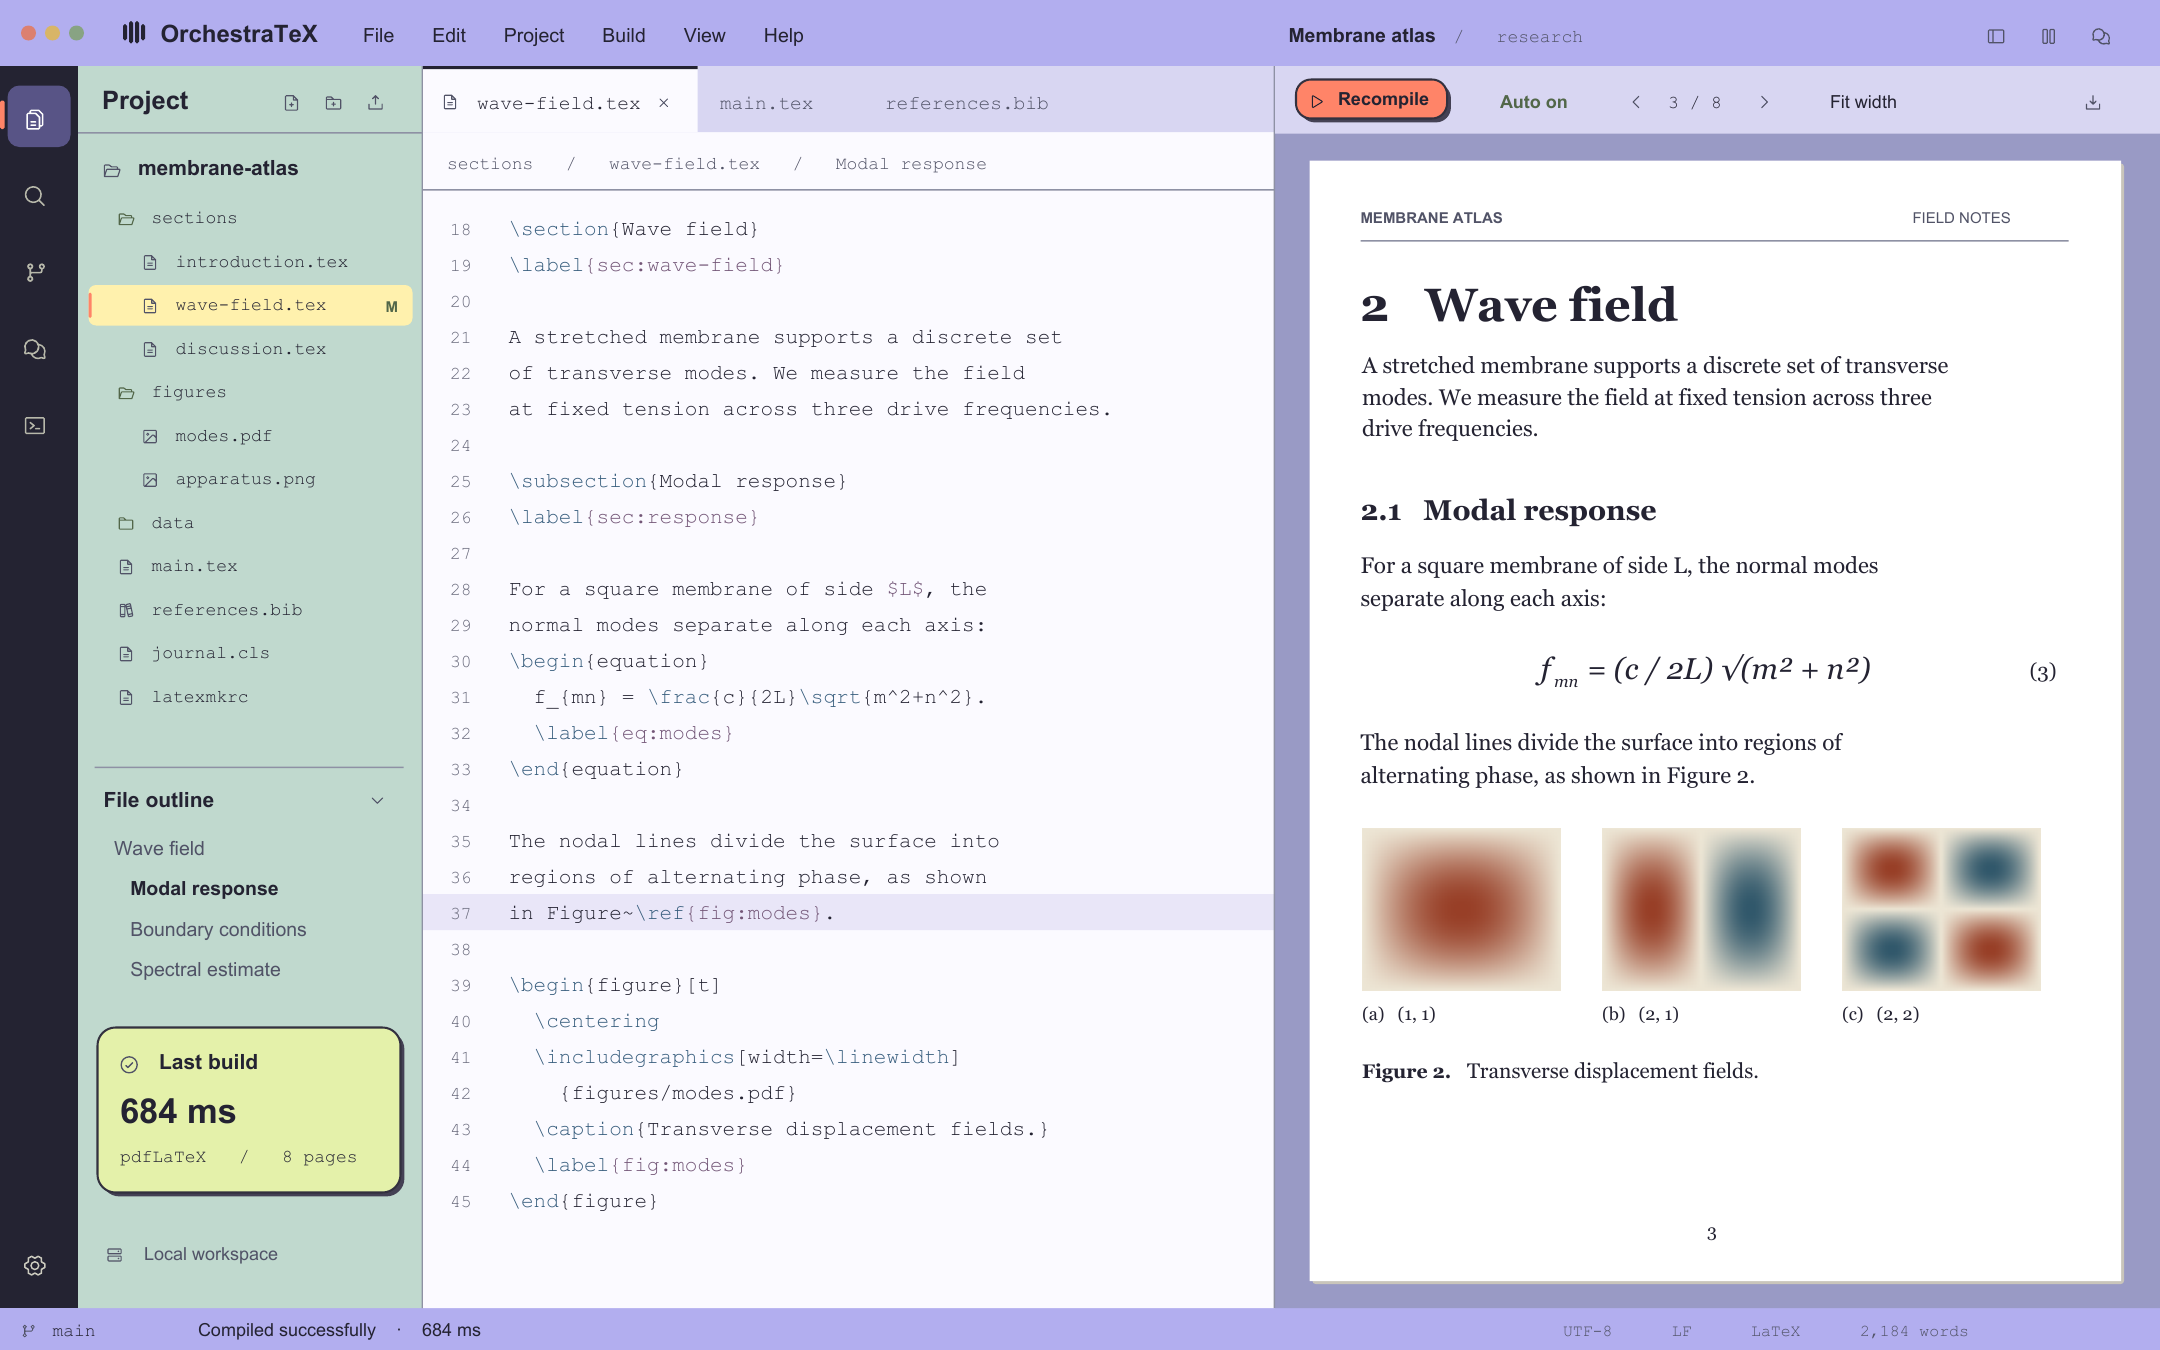 OrchestraTeX File Edit Project Build View Help Membrane atlas / research
Project
membrane-atlas
sections
introduction.tex
wave-field.tex M
discussion.tex
figures
modes.pdf
apparatus.png
data
main.tex
references.bib
journal.cls
latexmkrc
File outline
Wave field
Modal response
Boundary conditions
Spectral estimate
Last build
684 ms
pdfLaTeX / 8 pages
Local workspace
wave-field.tex × main.tex references.bib
sections / wave-field.tex / Modal response
18 \section{Wave field}
19 \label{sec:wave-field}
20
21 A stretched membrane supports a discrete set
22 of transverse modes. We measure the field
23 at fixed tension across three drive frequencies.
24
25 \subsection{Modal response}
26 \label{sec:response}
27
28 For a square membrane of side $L$, the
29 normal modes separate along each axis:
30 \begin{equation}
31 f_{mn} = \frac{c}{2L}\sqrt{m^2+n^2}.
32 \label{eq:modes}
33 \end{equation}
34
35 The nodal lines divide the surface into
36 regions of alternating phase, as shown
37 in Figure~\ref{fig:modes}.
38
39 \begin{figure}[t]
40 \centering
41 \includegraphics[width=\linewidth]
42 {figures/modes.pdf}
43 \caption{Transverse displacement fields.}
44 \label{fig:modes}
45 \end{figure}
Recompile Auto on 3 / 8 Fit width
MEMBRANE ATLAS FIELD NOTES
2 Wave field
A stretched membrane supports a discrete set of transverse
modes. We measure the field at fixed tension across three
drive frequencies.
2.1 Modal response
For a square membrane of side L, the normal modes
separate along each axis:
f mn = (c / 2L) √(m² + n²) (3)
The nodal lines divide the surface into regions of
alternating phase, as shown in Figure 2.
(a) (1, 1) (b) (2, 1) (c) (2, 2)
Figure 2. Transverse displacement fields.
3
main Compiled successfully · 684 ms UTF-8 LF LaTeX 2,184 words